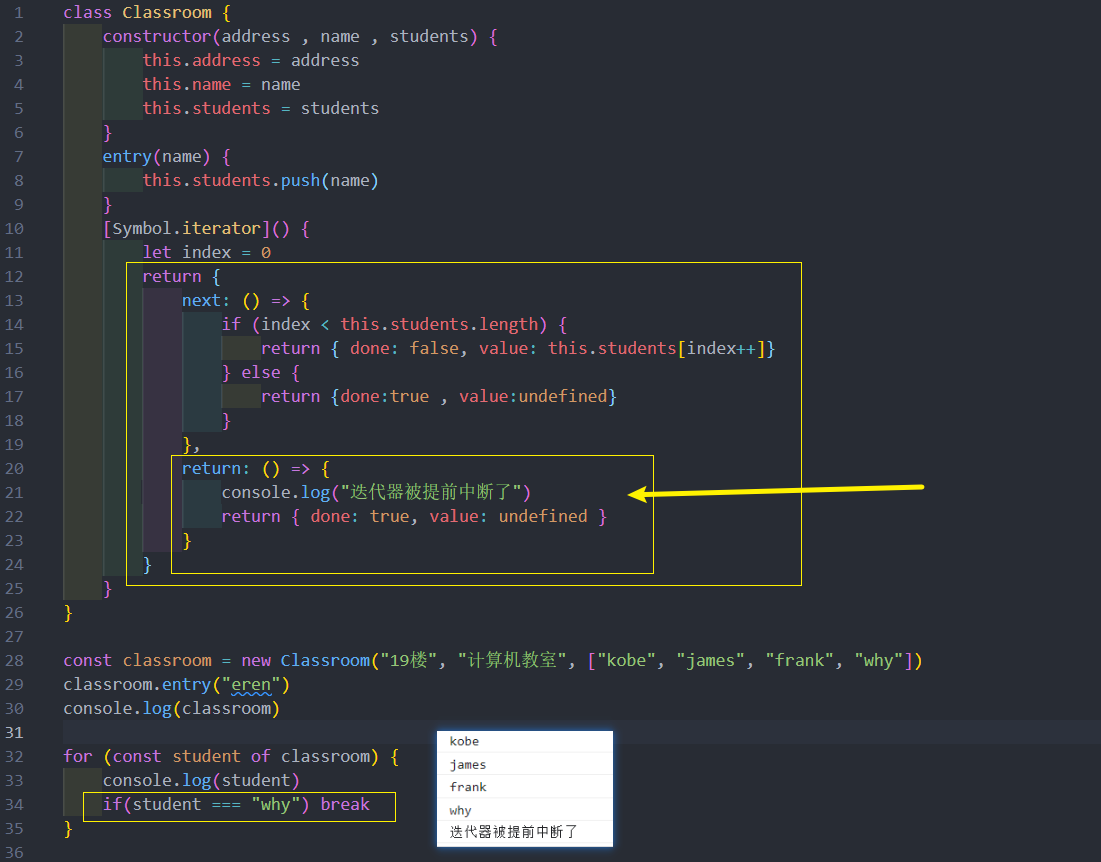 1 class Classroom {
2 constructor(address , name , students) {
3 this.address = address
4 this.name = name
5 this.students = students
6 }
7 entry(name) {
8 this.students.push(name)
9 }
10 [Symbol.iterator]() {
11 let index = 0
12 return {
13 next: () => {
14 if (index < this.students.length) {
15 return { done: false, value: this.students[index++]}
16 } else {
17 return {done:true , value:undefined}
18 }
19 },
20 return: () => {
21 console.log("迭代器被提前中断了")
22 return { done: true, value: undefined }
23 }
24 }
25 }
26 }
27
28 const classroom = new Classroom("19楼", "计算机教室", ["kobe", "james", "frank", "why"])
29 classroom.entry("eren")
30 console.log(classroom)
31
32 for (const student of classroom) {
33 console.log(student)
34 if(student === "why") break
35 }
36
kobe
james
frank
why
迭代器被提前中断了